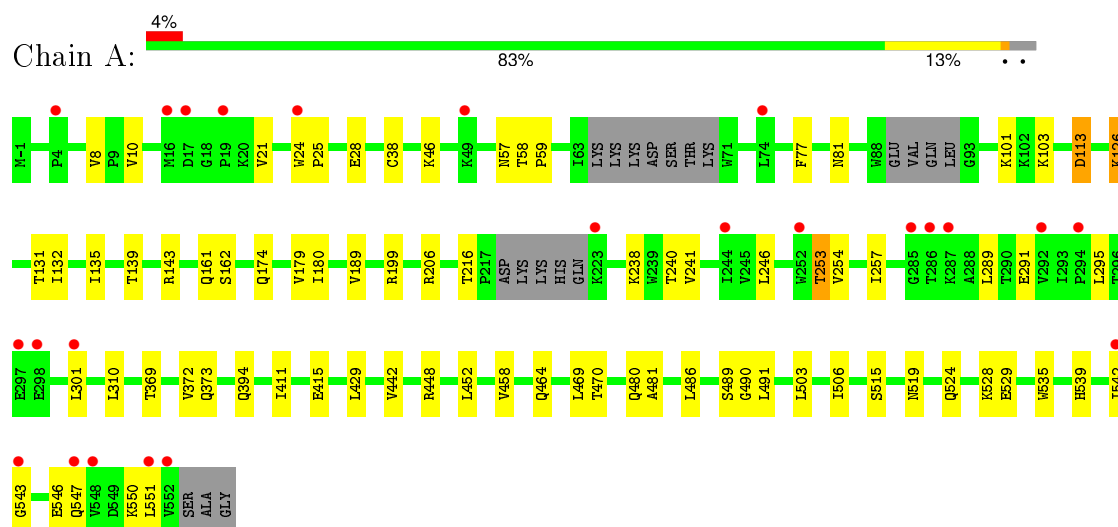 4%
Chain A:
83% 13% • •
M-1 P4 V8 P9 V10 M16 D17 G18 P19 K20 V21 W24 P25 E28 C38 K46 K49 N57 T58 P59 I63 LYS LYS LYS ASP SER THR LYS W71 L74 F77 N81 W88 GLU VAL GLN LEU G93 K101 K102 K103 D113 K126
T131 I132 I135 T139 R143 Q161 S162 Q174 V179 I180 V189 R199 R206 T216 P217 ASP LYS LYS HIS GLN K223 K238 W239 T240 V241 I244 V245 L246 W252 T253 V254 I257 G285 T286 K287 A288 L289 T290 E291 V292 I293 P294 L295 T296
E297 E298 L301 L310 T369 V372 Q373 Q394 I411 E415 L429 V442 R448 L452 V458 Q464 L469 T470 Q480 A481 L486 S489 G490 L491 L503 I506 S515 N519 Q524 K528 E529 W535 H539 I542
G543 E546 Q547 V548 D549 K550 L551 V552 SER ALA GLY